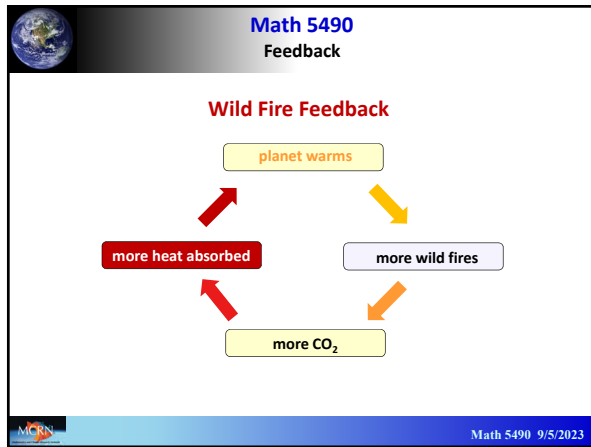 Math 5490
Feedback
Wild Fire Feedback
planet warms
more heat absorbed
more wild fires
more CO₂
MCRN
Math 5490 9/5/2023